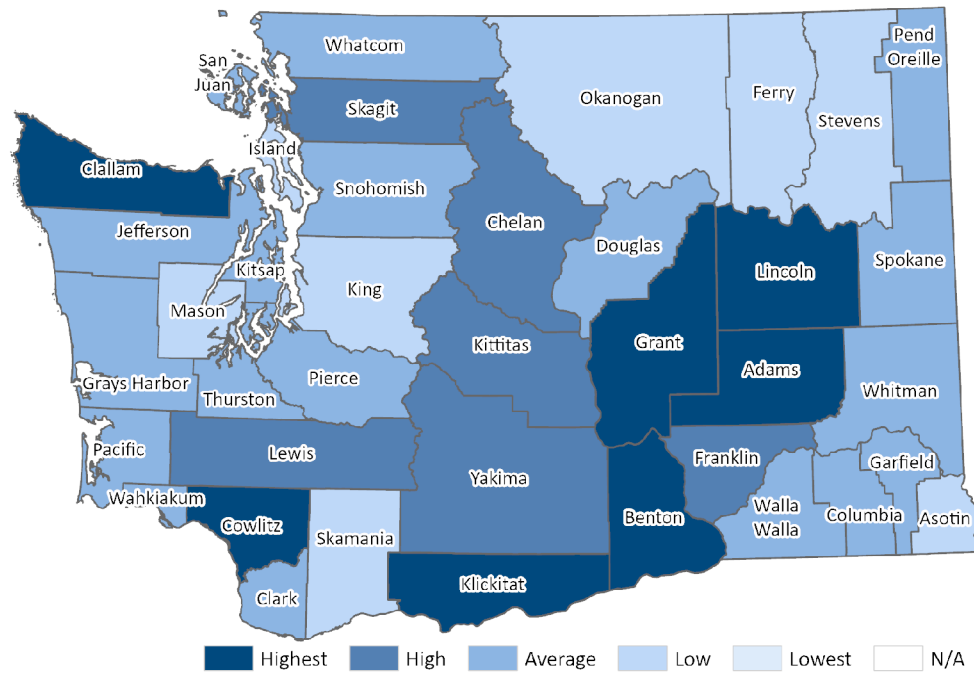 Whatcom
Pend
Oreille
San
Juan
Okanogan
Ferry
Skagit
Stevens
Island
Clallam
Snohomish
Chelan
Jefferson
Douglas
Spokane
Kitsap
Lincoln
King
Mason
Grant
Kittitas
Adams
Pierce
Grays Harbor
Whitman
Thurston
Pacific
Lewis
Franklin
Garfield
Yakima
Wahkiakum
Walla
Walla
Columbia
Benton
Asotin
Cowlitz
Skamania
Klickitat
Clark
Highest
High
Average
Low
Lowest
N/A